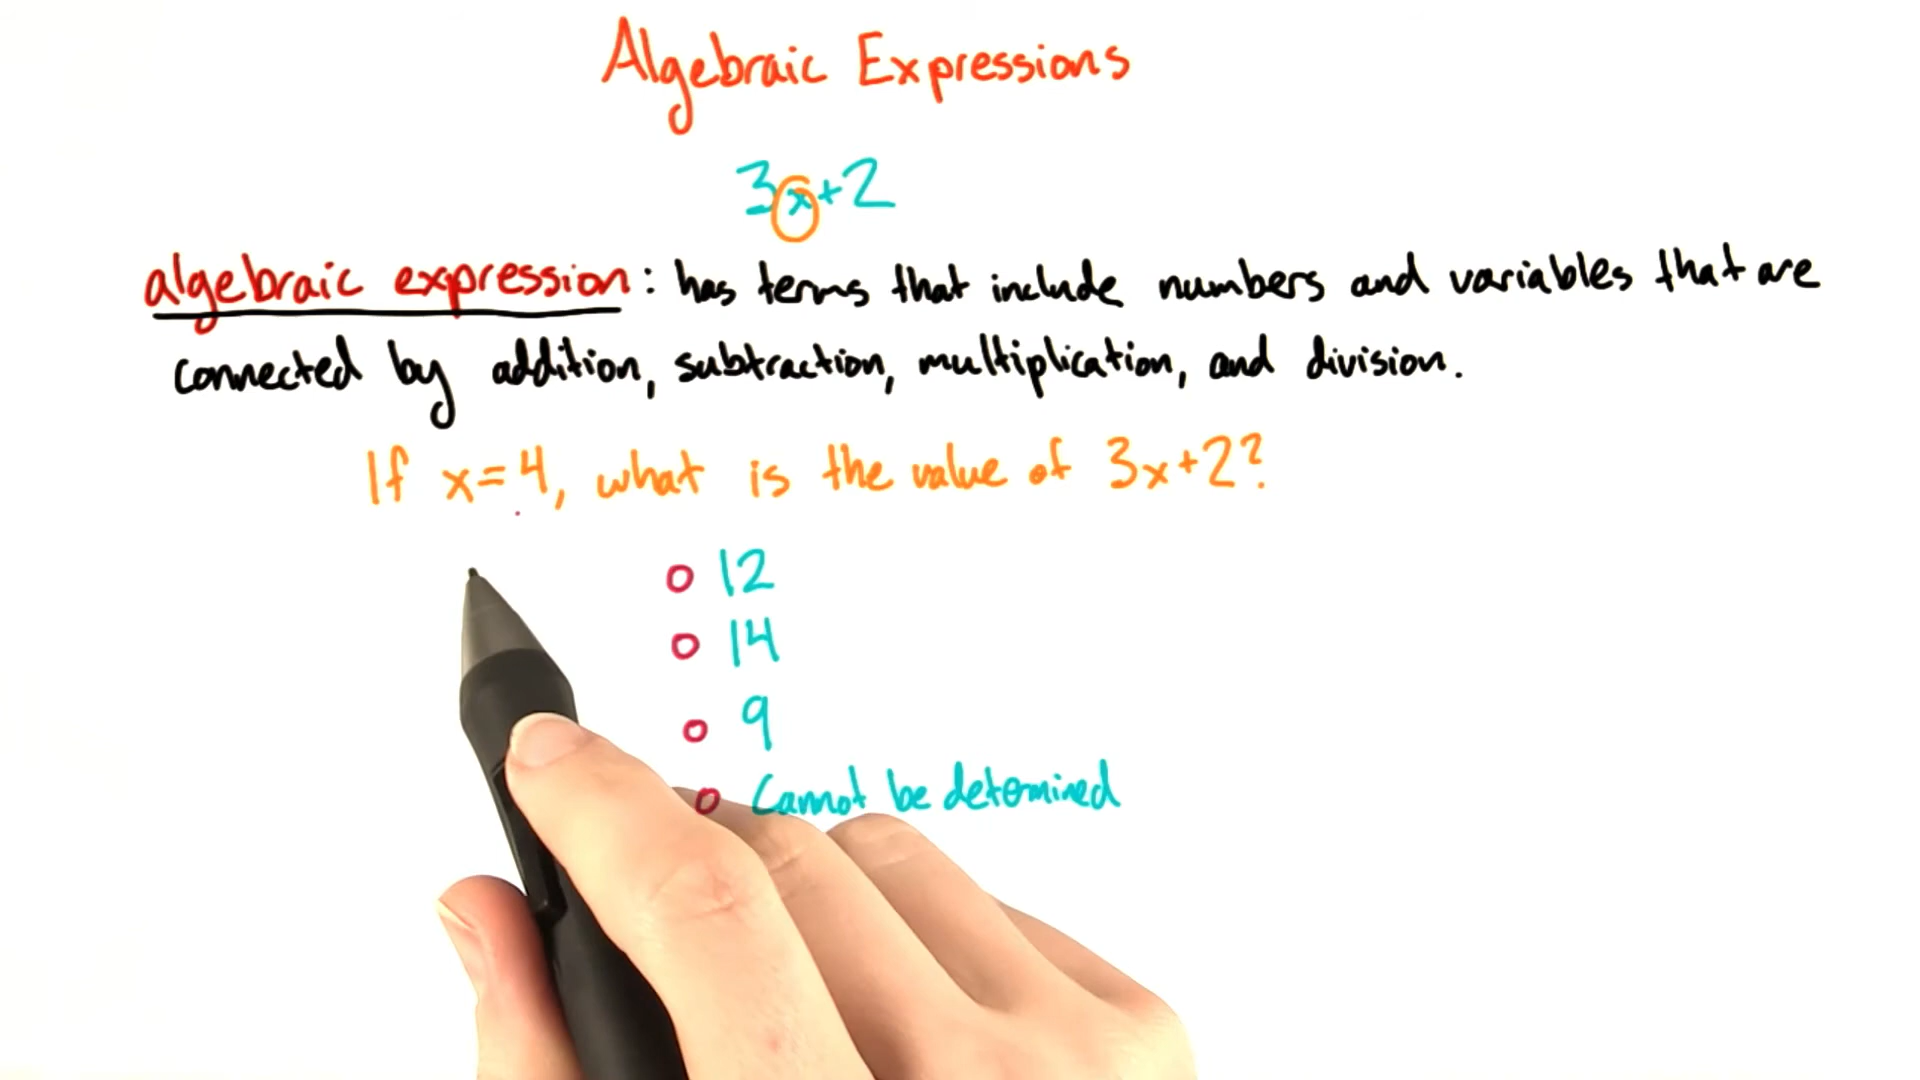 Algebraic Expressions
3x+2
algebraic expression: has terms that include numbers and variables that are
connected by addition, subtraction, multiplication, and division.
If x=4, what is the value of 3x+2?
12
14
9
Cannot be determined